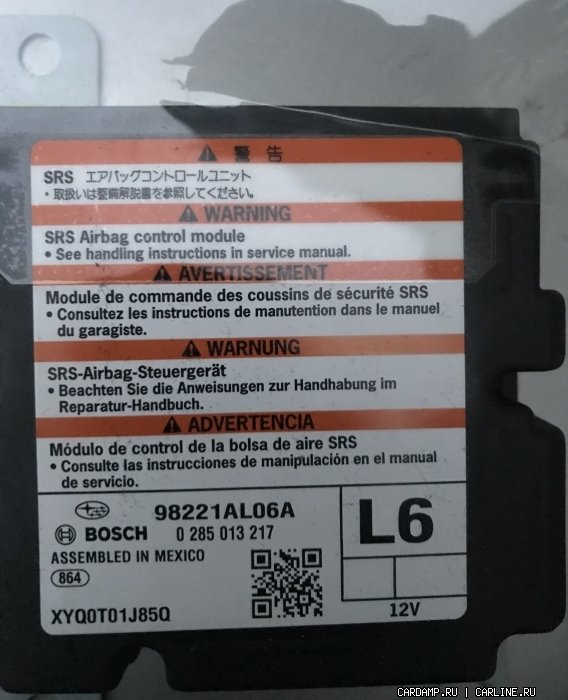 ⚠ 警 告
SRS エアバッグコントロールユニット
・取扱いは整備解説書を参照してください。
⚠ WARNING
SRS Airbag control module
• See handling instructions in service manual.
⚠ AVERTISSEMENT
Module de commande des coussins de sécurité SRS
• Consultez les instructions de manutention dans le manuel
du garagiste.
⚠ WARNUNG
SRS-Airbag-Steuergerät
• Beachten Sie die Anweisungen zur Handhabung im
Reparatur-Handbuch.
⚠ ADVERTENCIA
Módulo de control de la bolsa de aire SRS
• Consulte las instrucciones de manipulación en el manual
de servicio.
98221AL06A
BOSCH 0 285 013 217
L6
ASSEMBLED IN MEXICO
864
XYQ0T01J85Q
12V
CARDAMP.RU | CARLINE.RU